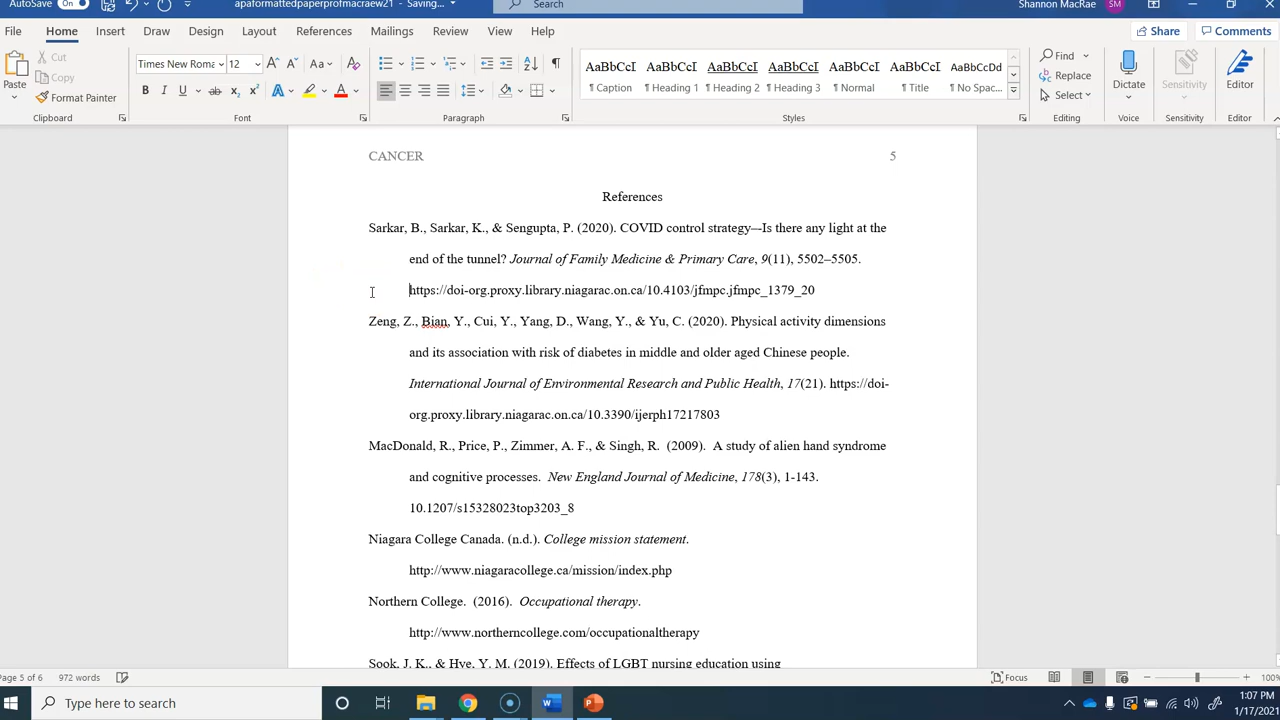 AutoSave On apaformattedpaperprofmacraew21 - Saving... Search Shannon MacRae SM
File Home Insert Draw Design Layout References Mailings Review View Help Share Comments
Paste Cut Copy Format Painter
Times New Roma 12
AaBbCcI AaBbCcI AaBbCcI AaBbCcI AaBbCcI AaBbCcI AaBbCcDd
¶ Caption ¶ Heading 1 ¶ Heading 2 ¶ Heading 3 ¶ Normal ¶ Title ¶ No Spac...
Find Replace Select Dictate Sensitivity Editor
Clipboard Font Paragraph Styles Editing Voice Sensitivity Editor
CANCER 5
References
Sarkar, B., Sarkar, K., & Sengupta, P. (2020). COVID control strategy—Is there any light at the
end of the tunnel? Journal of Family Medicine & Primary Care, 9(11), 5502–5505.
https://doi-org.proxy.library.niagarac.on.ca/10.4103/jfmpc.jfmpc_1379_20
Zeng, Z., Bian, Y., Cui, Y., Yang, D., Wang, Y., & Yu, C. (2020). Physical activity dimensions
and its association with risk of diabetes in middle and older aged Chinese people.
International Journal of Environmental Research and Public Health, 17(21). https://doi-
org.proxy.library.niagarac.on.ca/10.3390/ijerph17217803
MacDonald, R., Price, P., Zimmer, A. F., & Singh, R. (2009). A study of alien hand syndrome
and cognitive processes. New England Journal of Medicine, 178(3), 1-143.
10.1207/s15328023top3203_8
Niagara College Canada. (n.d.). College mission statement.
http://www.niagaracollege.ca/mission/index.php
Northern College. (2016). Occupational therapy.
http://www.northerncollege.com/occupationaltherapy
Sook, J. K., & Hye, Y. M. (2019). Effects of LGBT nursing education using
Page 5 of 6 972 words Focus 100%
Type here to search
1:07 PM
1/17/2021